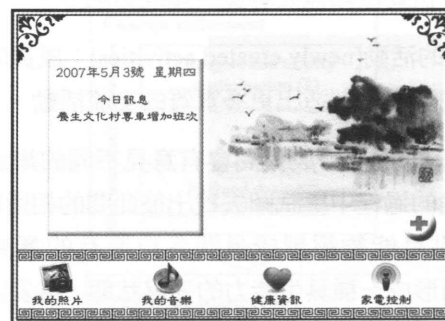 2007年5月3號 星期四
今日訊息
養生文化村專車增加班次
我的照片
我的音樂
健康資訊
家電控制